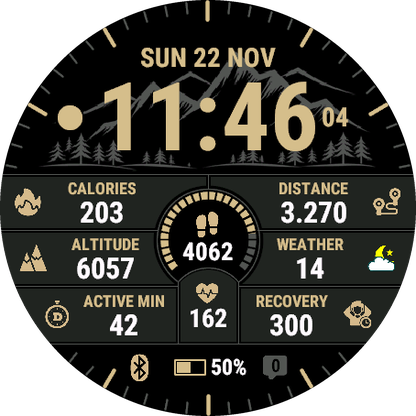 SUN 22 NOV
11:46 04
CALORIES
203
DISTANCE
3.270
ALTITUDE
6057
4062
WEATHER
14
ACTIVE MIN
42
162
RECOVERY
300
D
50%
0